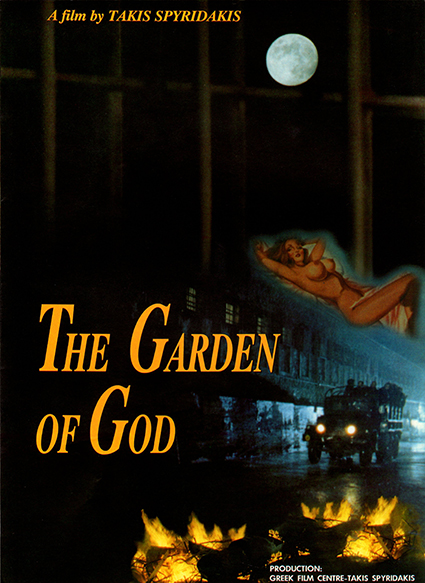 A film by TAKIS SPYRIDAKIS
THE GARDEN
OF GOD
PRODUCTION:
GREEK FILM CENTRE-TAKIS SPYRIDAKIS